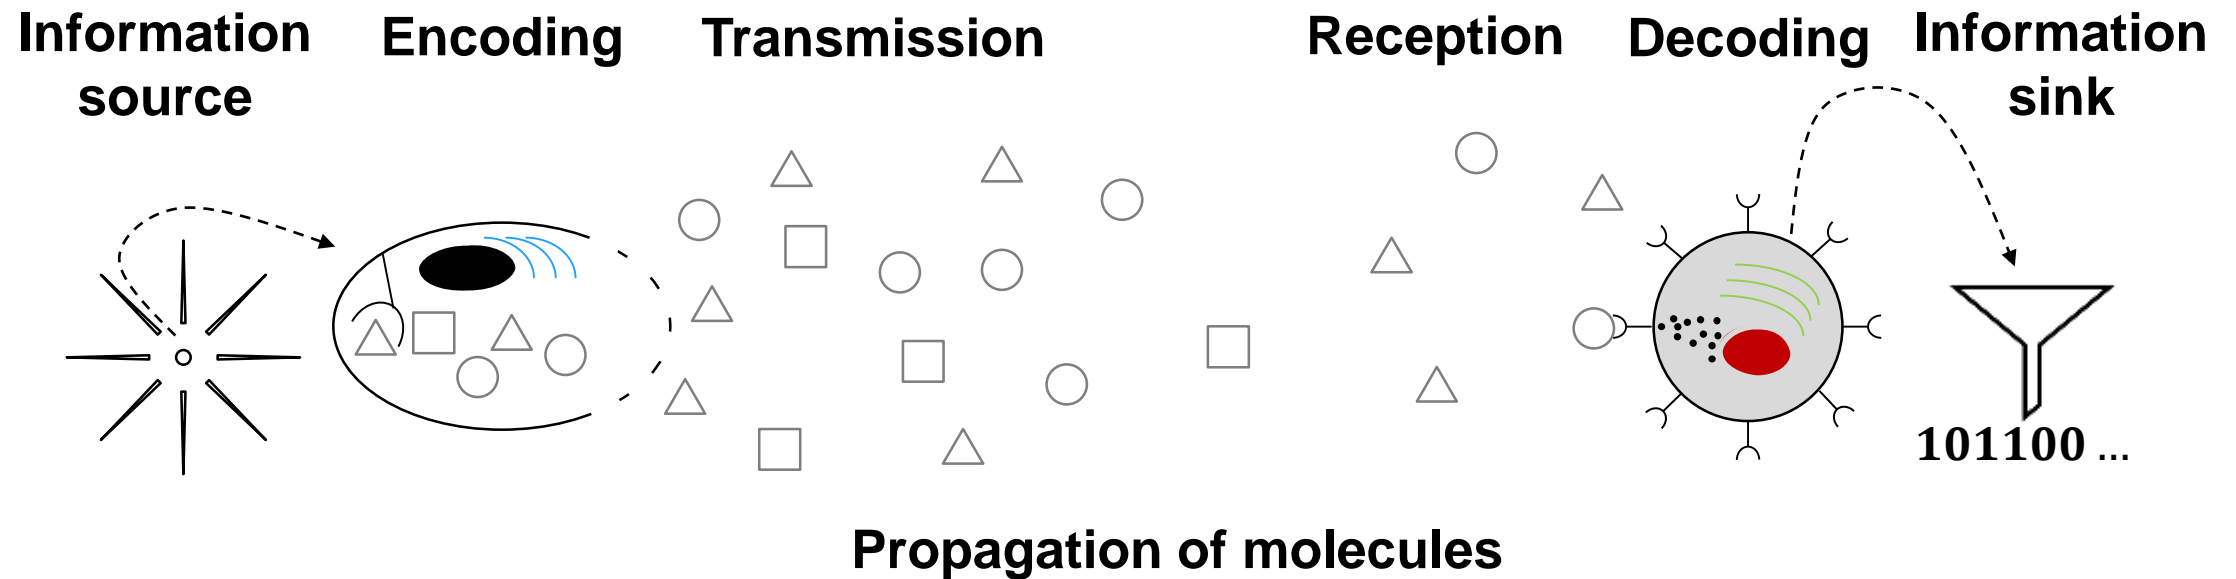 Information
source
Encoding
Transmission
Reception
Decoding
Information
sink
101100 ...
Propagation of molecules